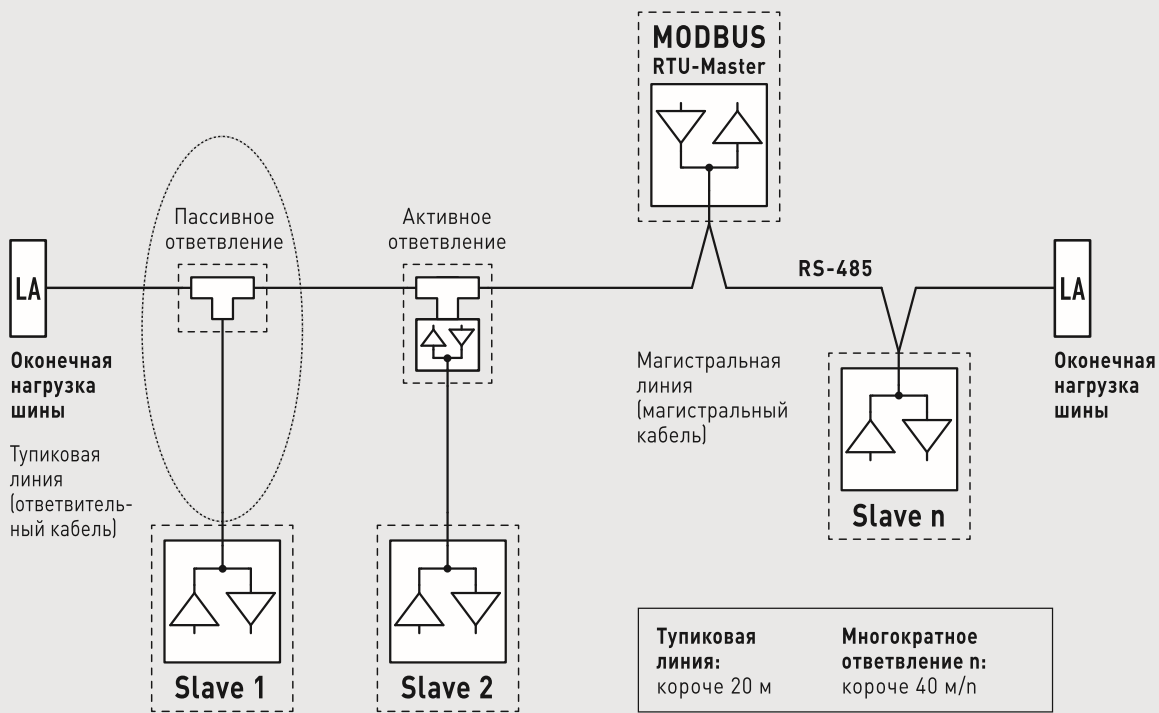 MODBUS
RTU-Master
Пассивное
ответвление
Активное
ответвление
RS-485
LA
LA
Оконечная
нагрузка
шины
Магистральная
линия
(магистральный
кабель)
Оконечная
нагрузка
шины
Тупиковая
линия
(ответвитель-
ный кабель)
Slave n
Slave 1
Slave 2
Тупиковая
линия:
короче 20 м
Многократное
ответвление n:
короче 40 м/n